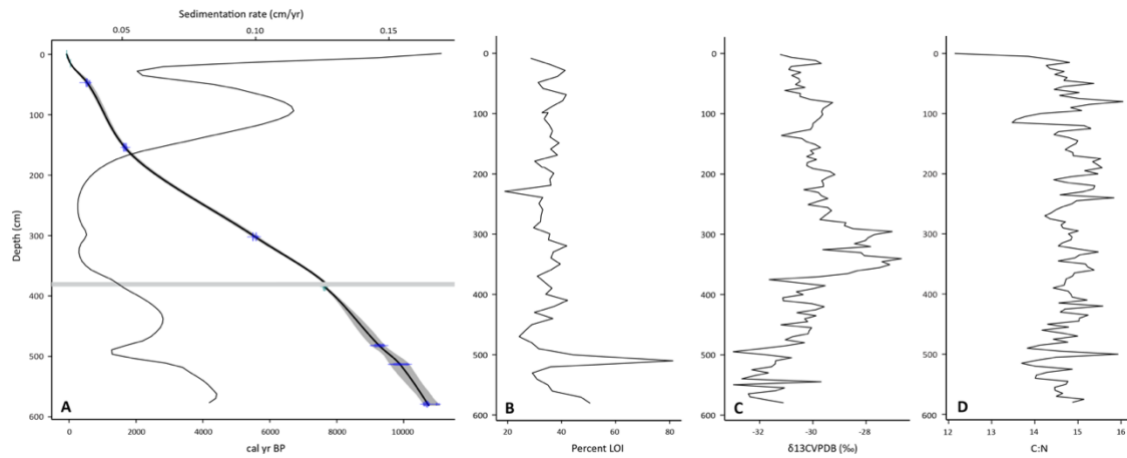 Sedimentation rate (cm/yr)
0.05 0.10 0.15
0
100
200
300
400
500
600
Depth (cm)
A
0 2000 4000 6000 8000 10000
cal yr BP
0
100
200
300
400
500
600
B
20 40 60 80
Percent LOI
0
100
200
300
400
500
600
C
-32 -30 -28 -26
δ13CVPDB (‰)
0
100
200
300
400
500
600
D
12 13 14 15 16
C:N